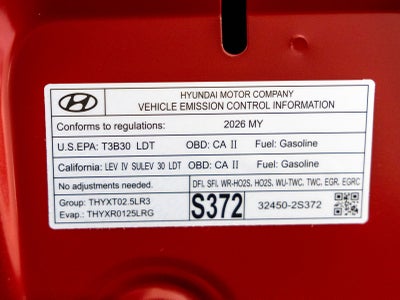 HYUNDAI MOTOR COMPANY
VEHICLE EMISSION CONTROL INFORMATION
Conforms to regulations: 2026 MY
U.S.EPA: T3B30 LDT OBD: CA II Fuel: Gasoline
California: LEV IV SULEV 30 LDT OBD: CA II Fuel: Gasoline
No adjustments needed. DFI. SFI. WR-HO2S. HO2S. WU-TWC. TWC. EGR. EGRC
Group: THYXT02.5LR3
Evap.: THYXR0125LRG
S372 32450-2S372